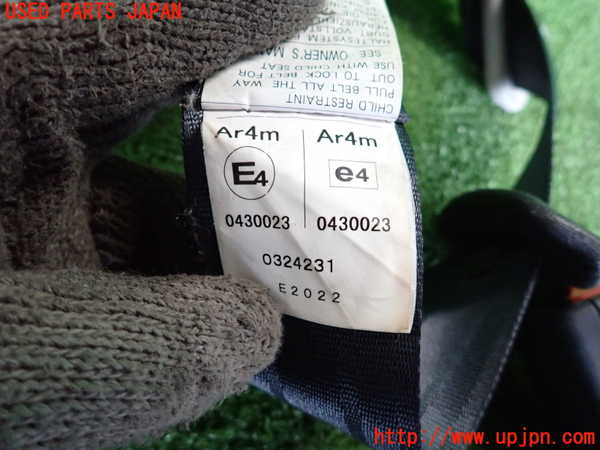 USED PARTS JAPAN
CHILD RESTRAINT
PULL BELT ALL THE WAY
OUT TO LOCK BELT FOR
USE WITH CHILD SEAT
SEE OWNER'S MA
Ar4m Ar4m
E4 e4
0430023 0430023
0324231
E2022
http://www.upjpn.com/